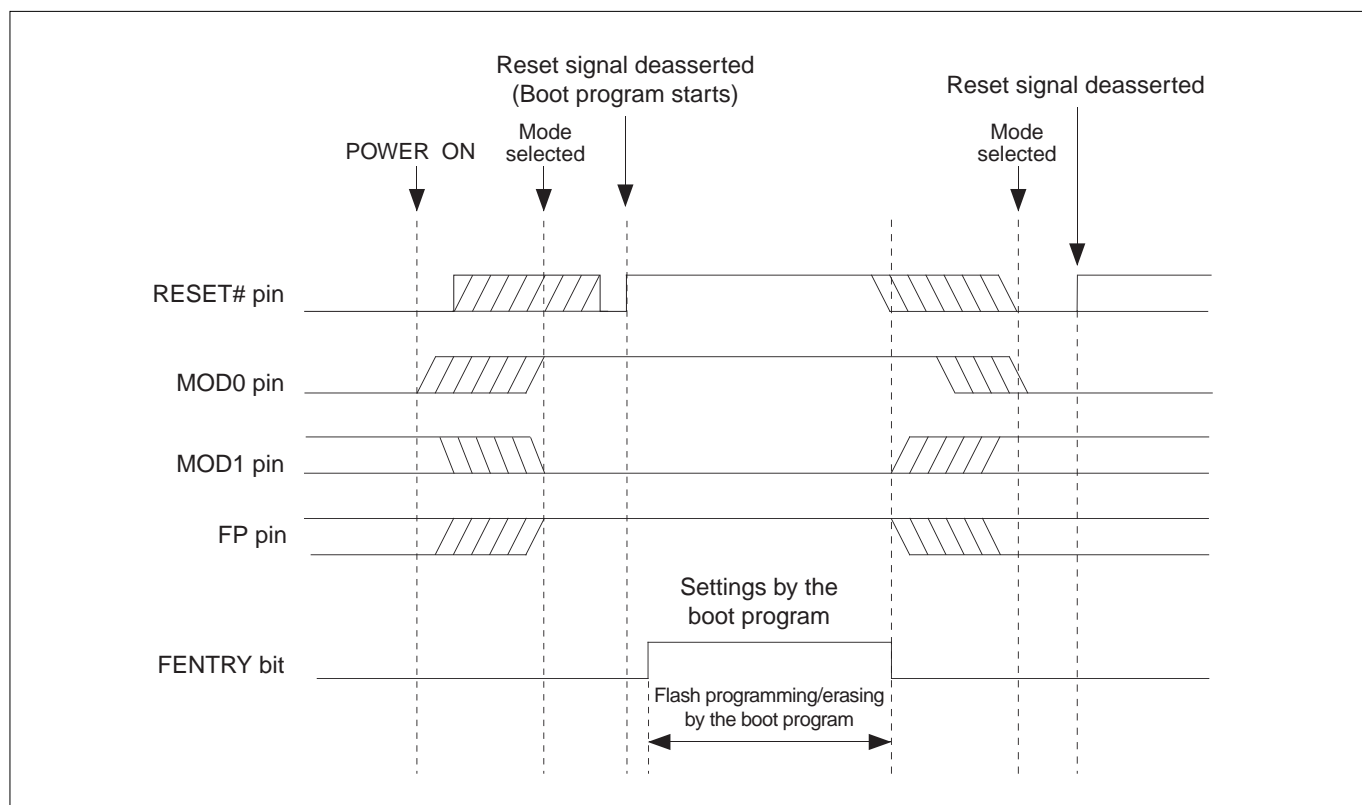 Reset signal deasserted
(Boot program starts)
Reset signal deasserted
Mode
selected
Mode
selected
POWER ON
RESET# pin
MOD0 pin
MOD1 pin
FP pin
Settings by the
boot program
FENTRY bit
Flash programming/erasing
by the boot program